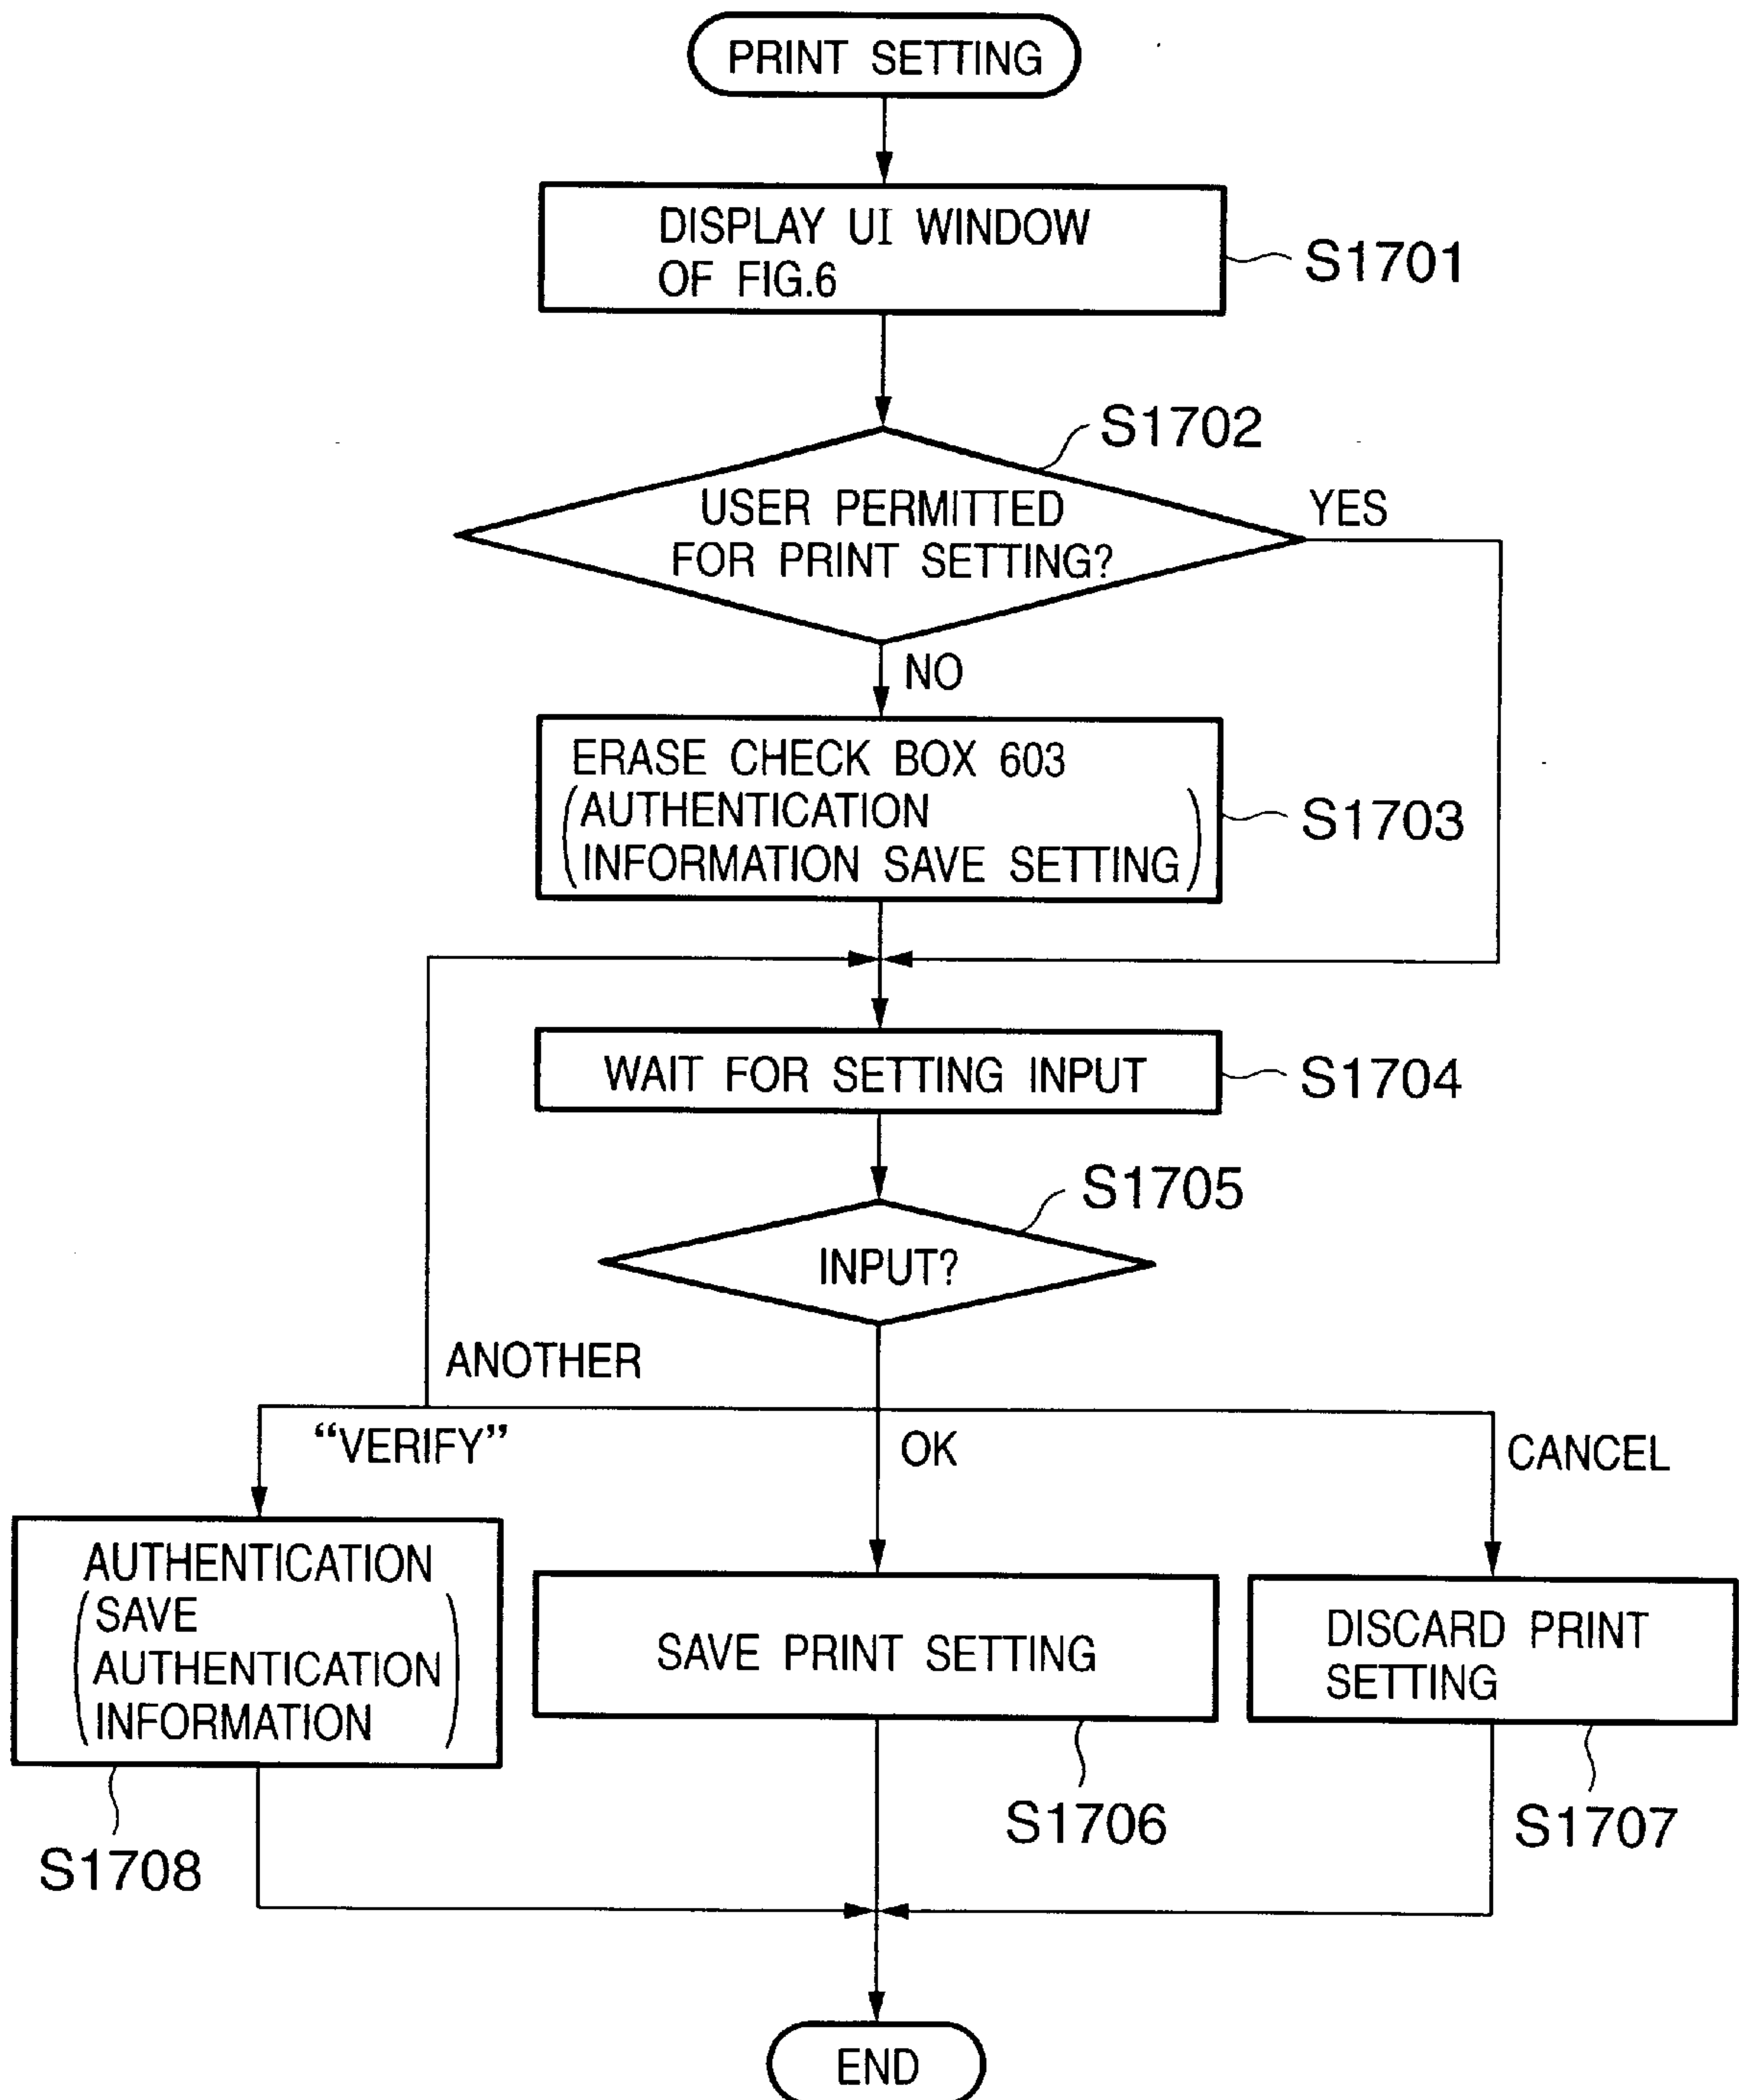 PRINT SETTING
DISPLAY UI WINDOW
OF FIG.6
S1701
S1702
USER PERMITTED
FOR PRINT SETTING?
YES
NO
ERASE CHECK BOX 603
(AUTHENTICATION
INFORMATION SAVE SETTING)
S1703
WAIT FOR SETTING INPUT
S1704
S1705
INPUT?
ANOTHER
“VERIFY”
OK
CANCEL
AUTHENTICATION
(SAVE
AUTHENTICATION
INFORMATION)
SAVE PRINT SETTING
DISCARD PRINT
SETTING
S1708
S1706
S1707
END